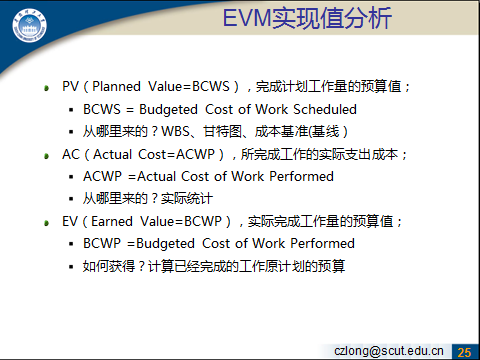 EVM实现值分析
PV（Planned Value=BCWS），完成计划工作量的预算值；
BCWS = Budgeted Cost of Work Scheduled
从哪里来的？WBS、甘特图、成本基准(基线）
AC（Actual Cost=ACWP），所完成工作的实际支出成本；
ACWP =Actual Cost of Work Performed
从哪里来的？实际统计
EV（Earned Value=BCWP），实际完成工作量的预算值；
BCWP =Budgeted Cost of Work Performed
如何获得？计算已经完成的工作原计划的预算
czlong@scut.edu.cn 25